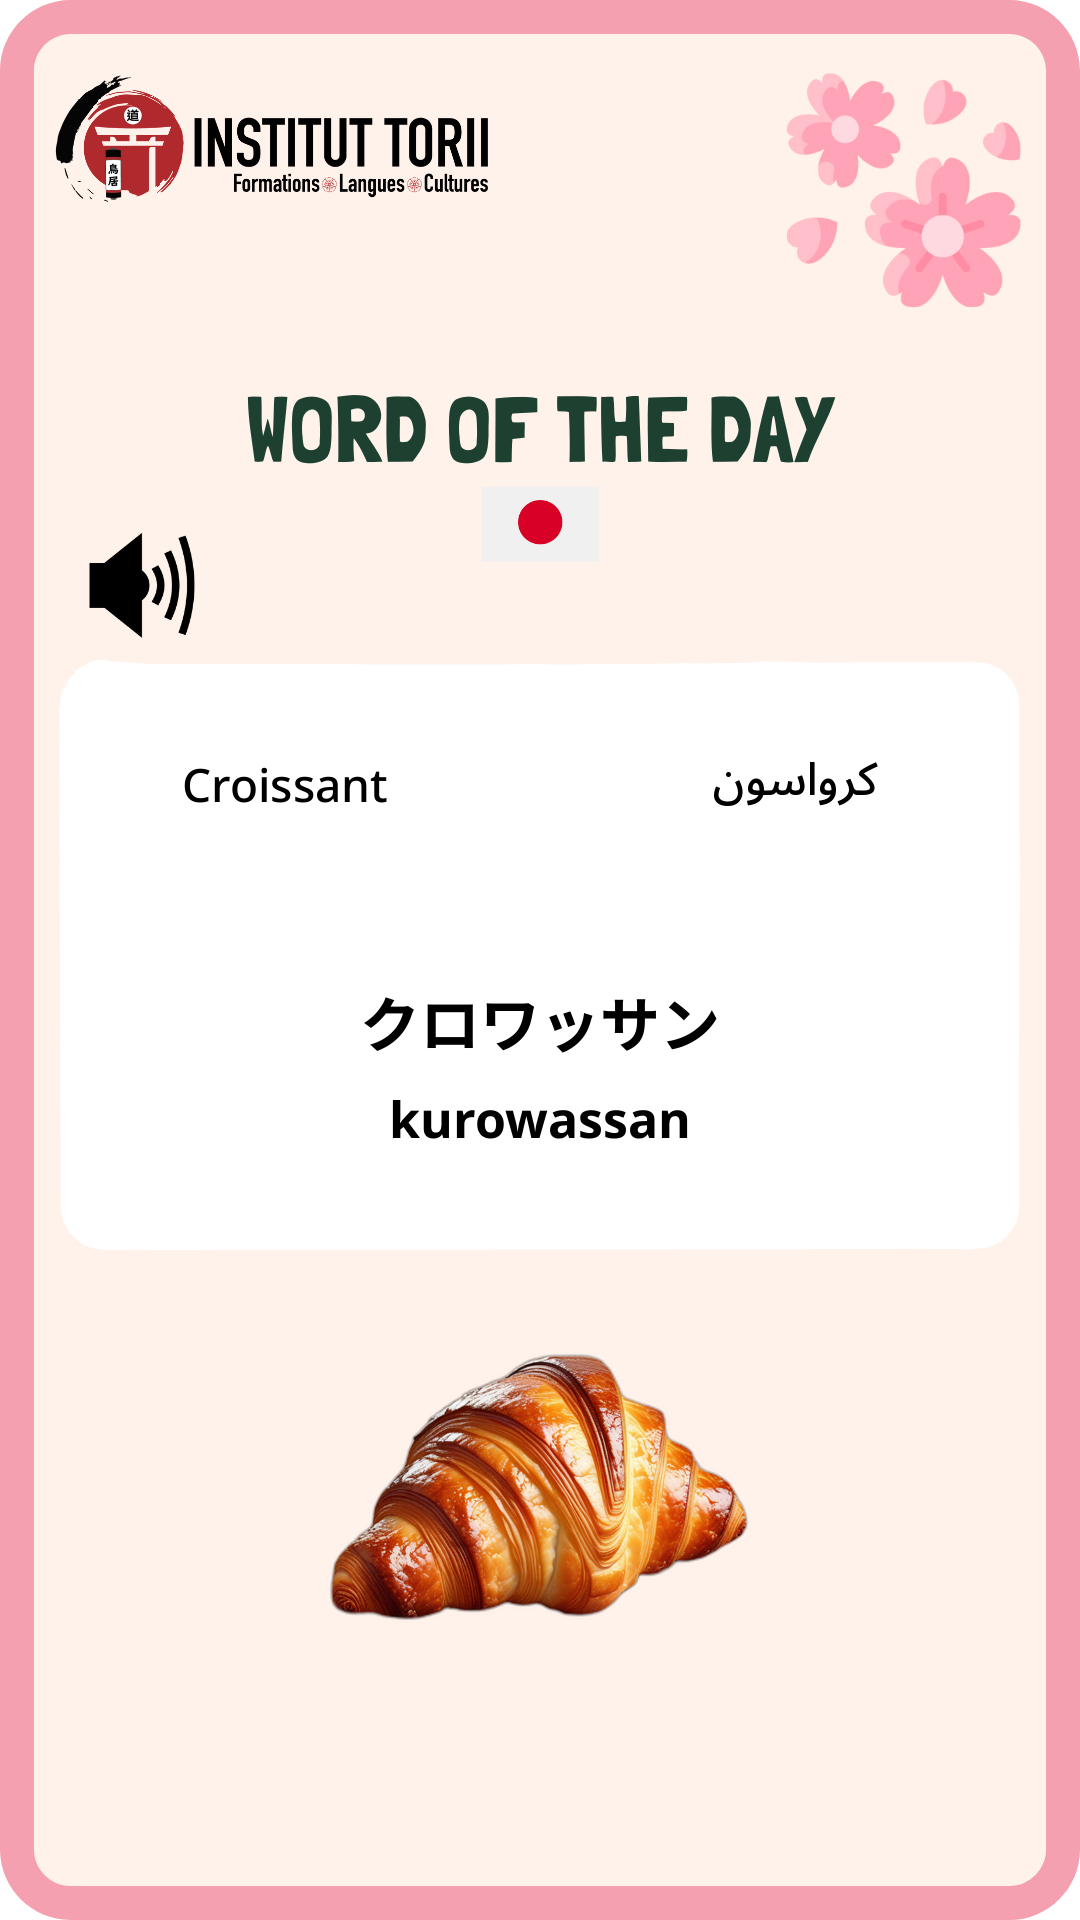 道
鳥居
INSTITUT TORII
Formations Langues Cultures
WORD OF THE DAY
Croissant
كرواسون
クロワッサン
kurowassan